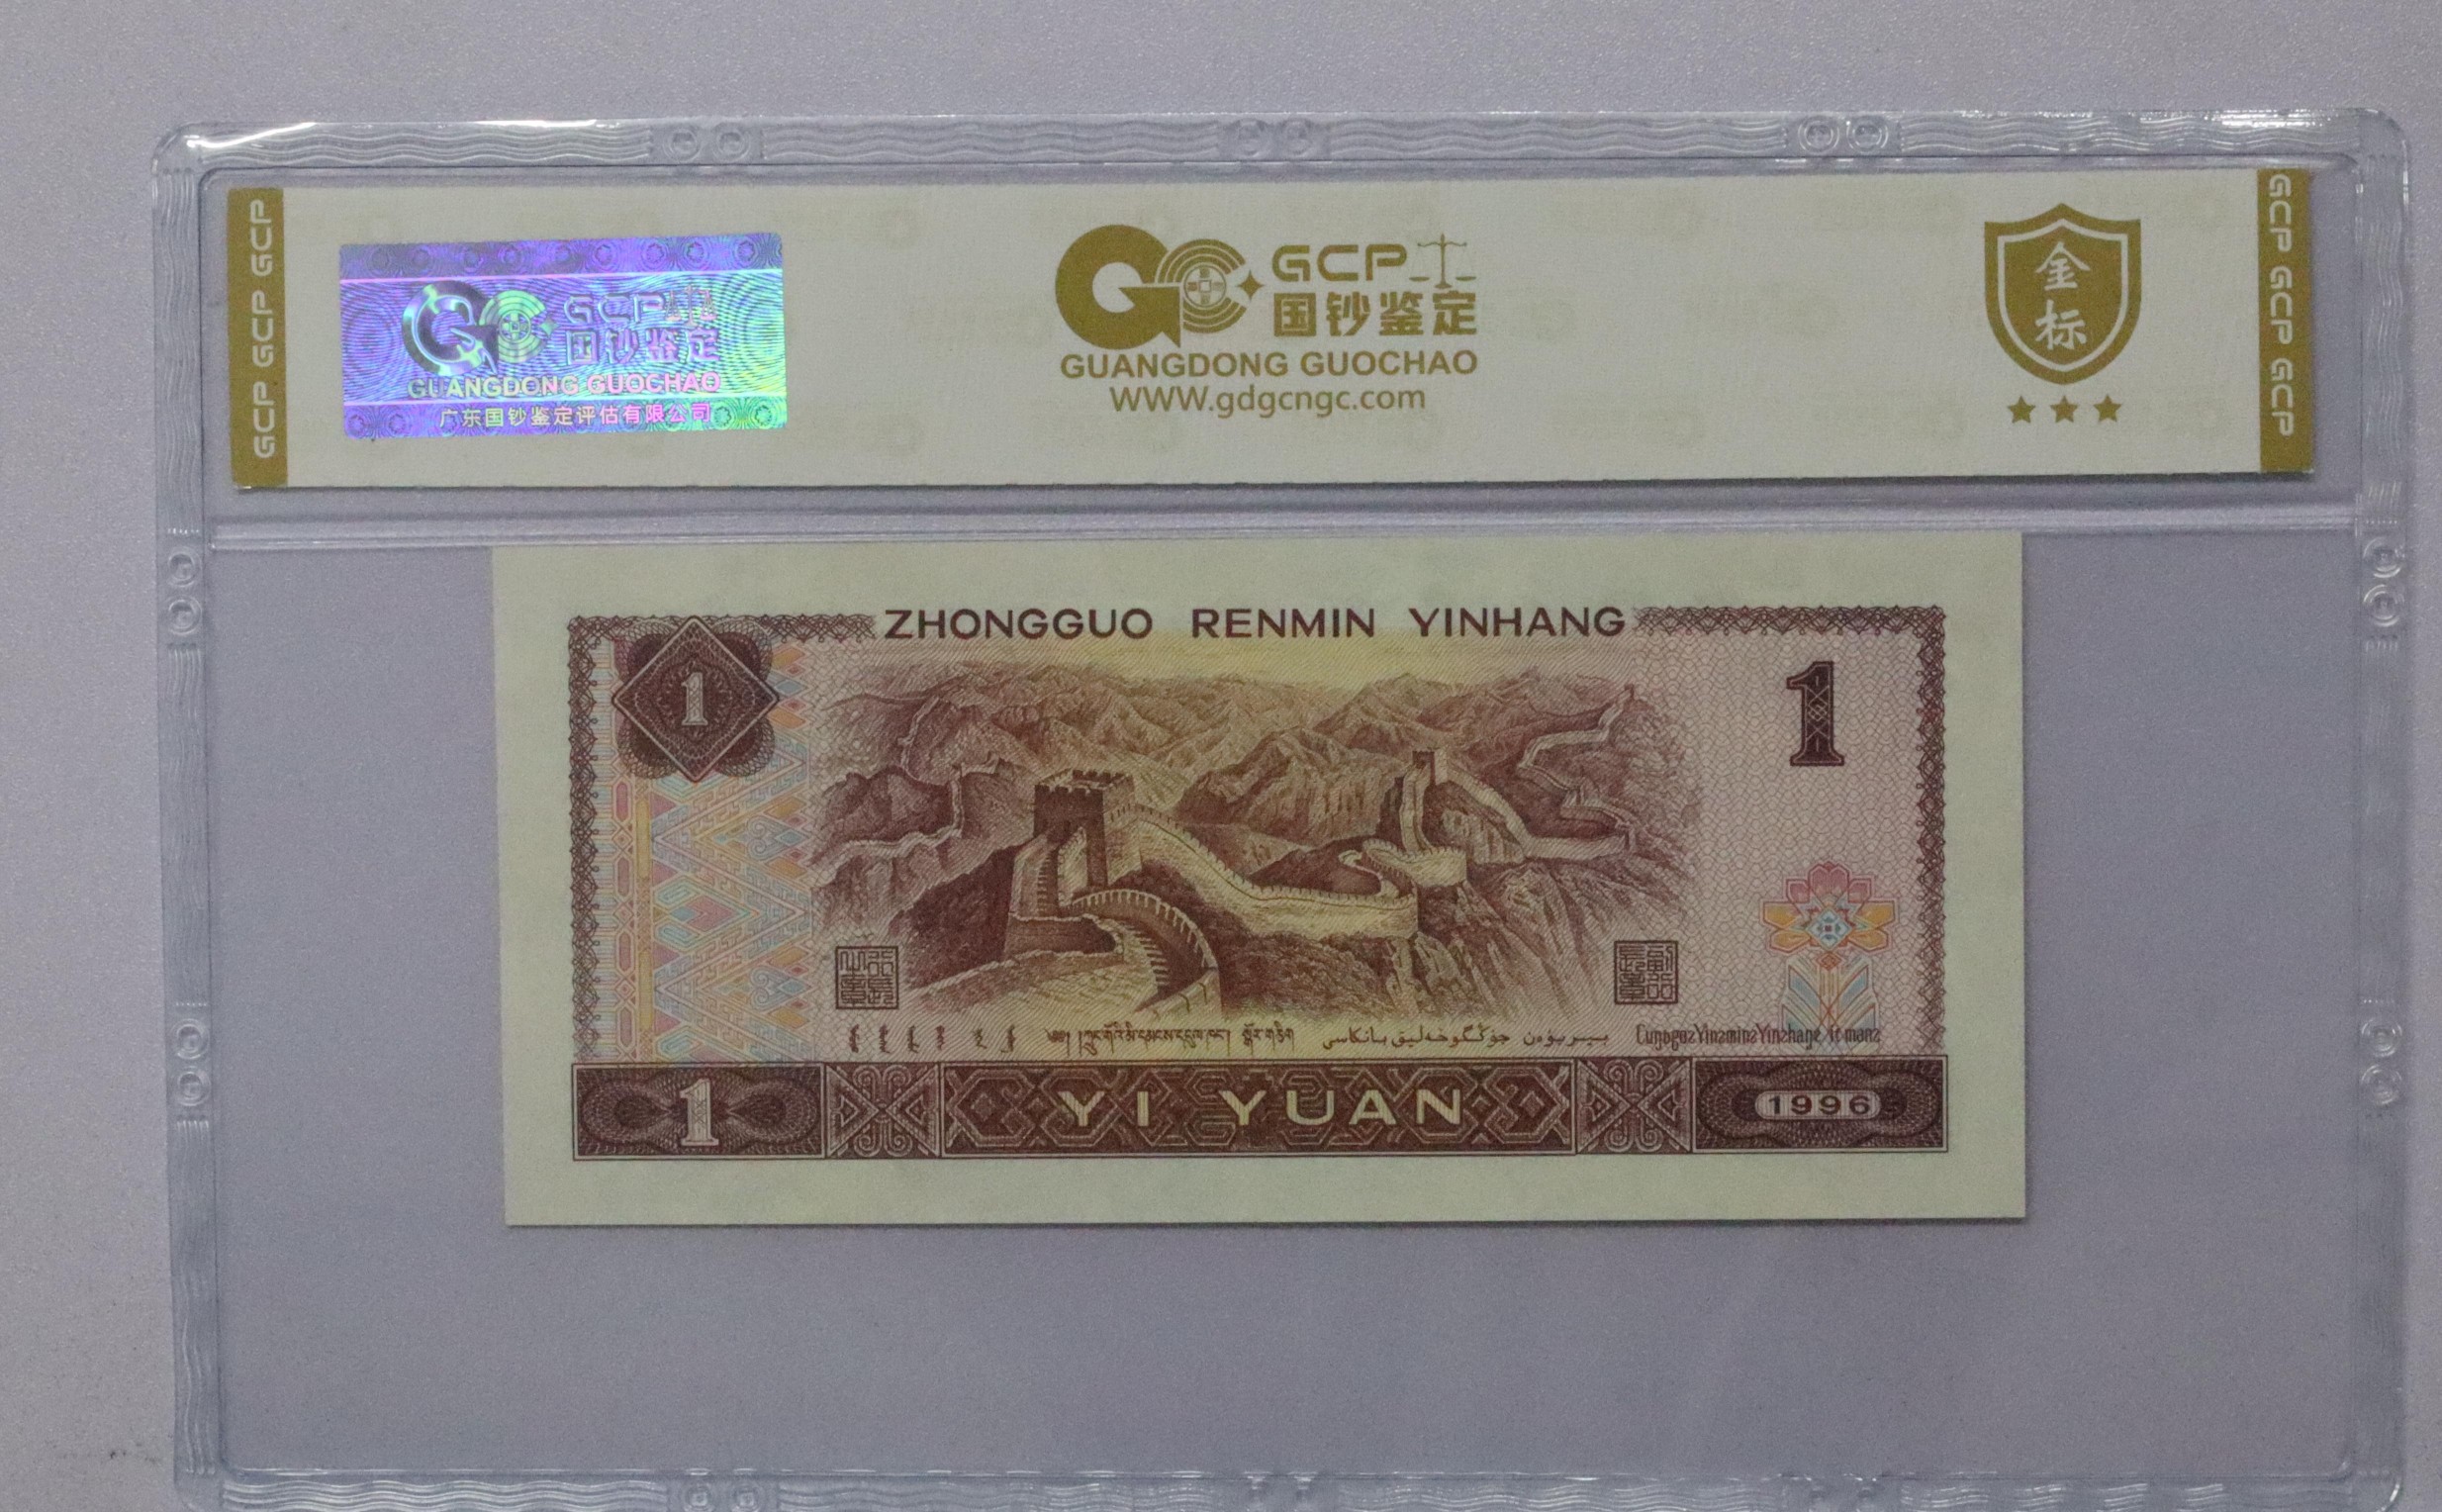 GCP GCP GCP
GCP
国钞鉴定
GUANGDONG GUOCHAO
广东国钞鉴定评估有限公司
GCP
国钞鉴定
GUANGDONG GUOCHAO
WWW.gdgcngc.com
金
标
GCP GCP GCP
ZHONGGUO RENMIN YINHANG
1
1
1
YI YUAN
1996